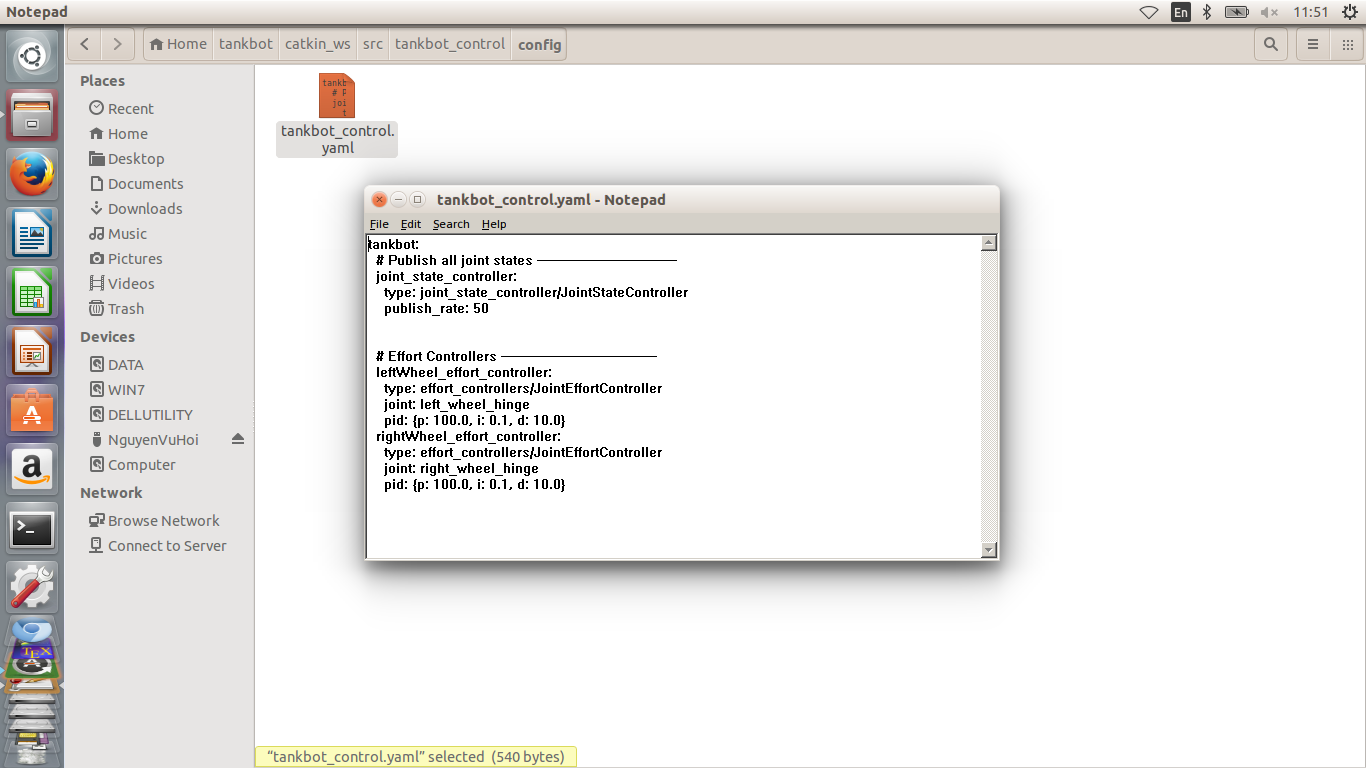 Notepad
En
11:51
Home
tankbot
catkin_ws
src
tankbot_control
config
Places
Recent
Home
Desktop
Documents
Downloads
Music
Pictures
Videos
Trash
Devices
DATA
WIN7
DELLUTILITY
NguyenVuHoi
Computer
Network
Browse Network
Connect to Server
tankbot_control.
yaml
tankbot_control.yaml - Notepad
File Edit Search Help
tankbot:
# Publish all joint states -----------------------------------
joint_state_controller:
type: joint_state_controller/JointStateController
publish_rate: 50
# Effort Controllers ---------------------------------------
leftWheel_effort_controller:
type: effort_controllers/JointEffortController
joint: left_wheel_hinge
pid: {p: 100.0, i: 0.1, d: 10.0}
rightWheel_effort_controller:
type: effort_controllers/JointEffortController
joint: right_wheel_hinge
pid: {p: 100.0, i: 0.1, d: 10.0}
“tankbot_control.yaml” selected (540 bytes)